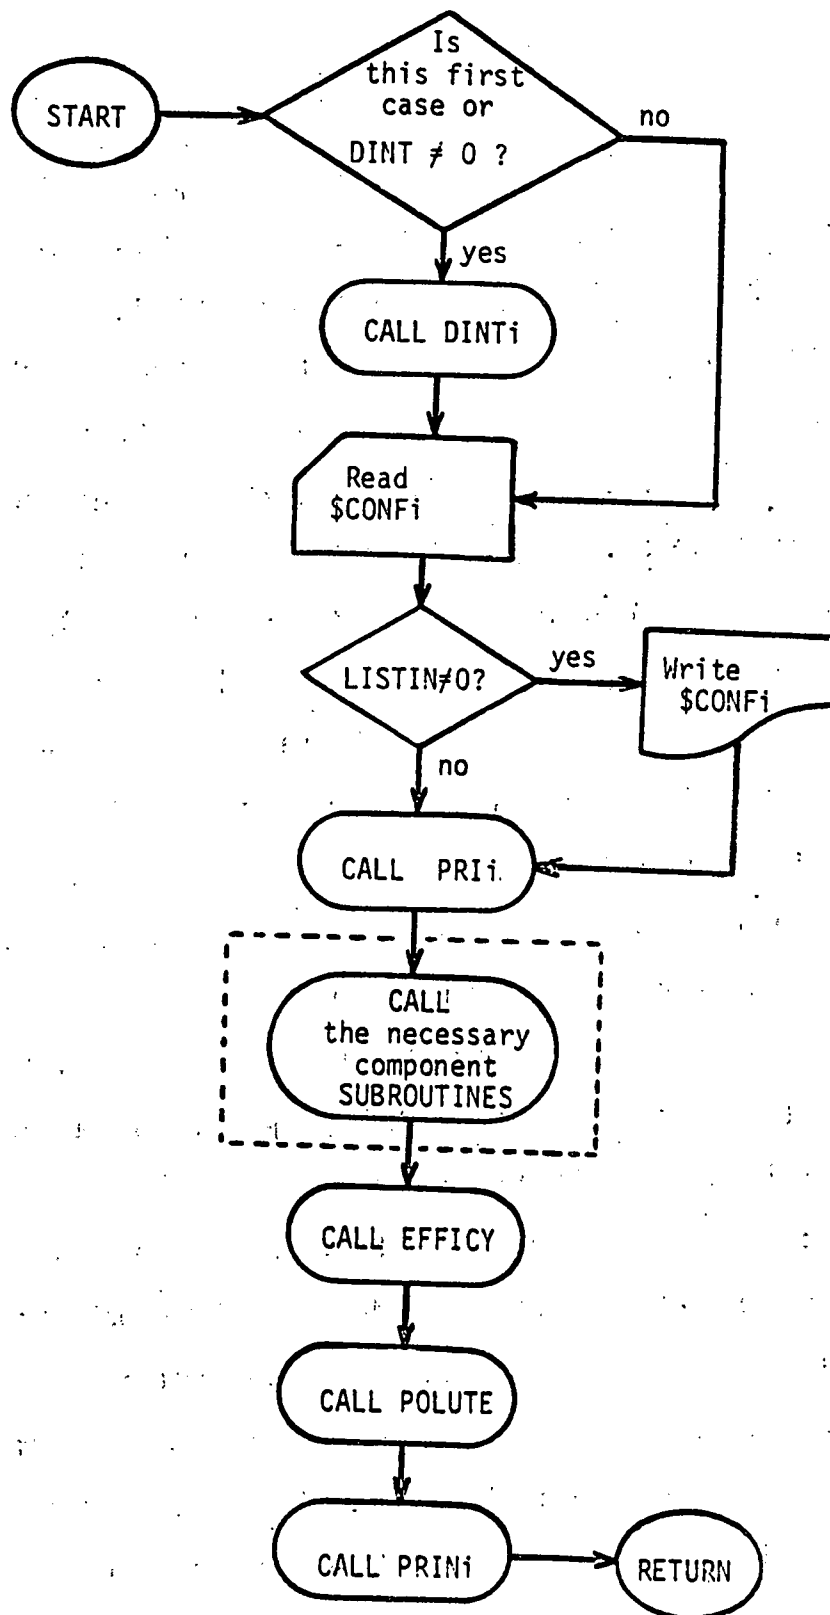 Is
this first
case or
DINT ≠ 0 ?
START
no
yes
CALL DINTi
Read
$CONFi
LISTIN≠0?
yes
Write
$CONFi
no
CALL PRIi
CALL
the necessary
component
SUBROUTINES
CALL EFFICY
CALL POLUTE
CALL PRINi
RETURN